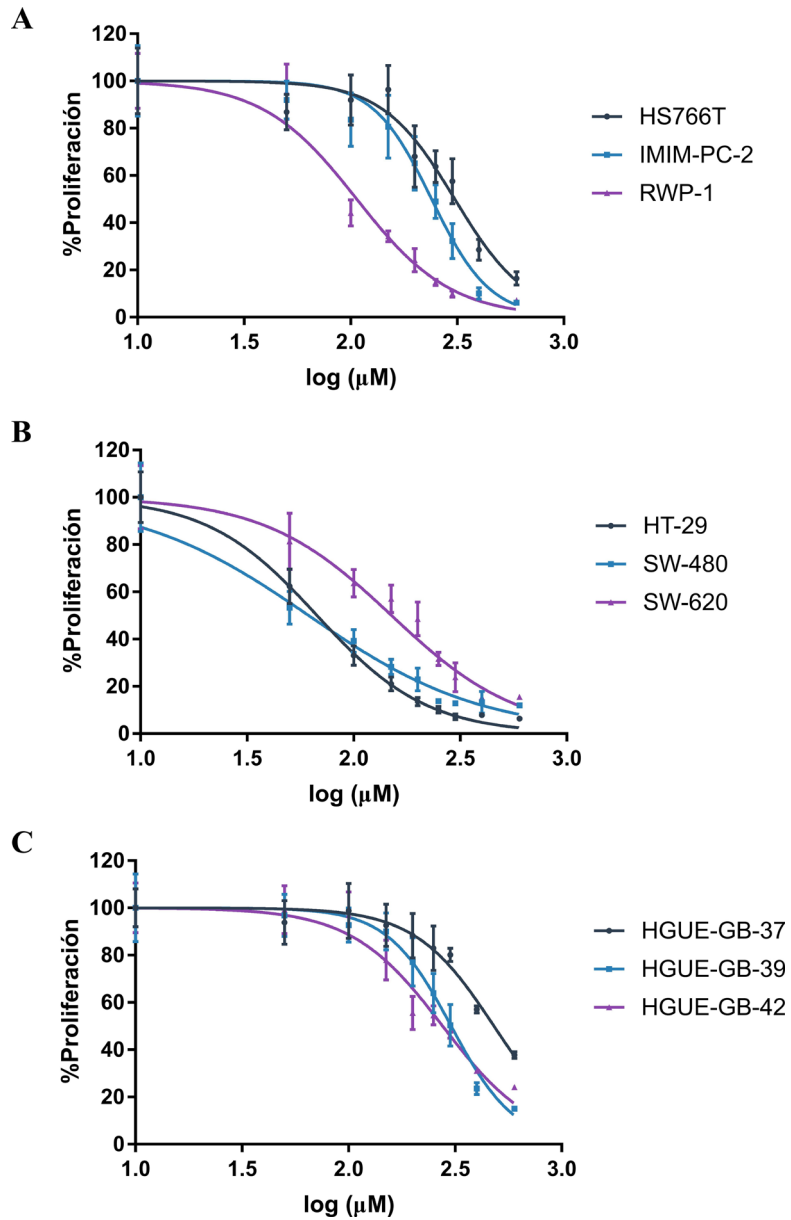 A
120
100
80
60
40
20
0
%Proliferación
1.0 1.5 2.0 2.5 3.0
log (µM)
HS766T
IMIM-PC-2
RWP-1
B
120
100
80
60
40
20
0
%Proliferación
1.0 1.5 2.0 2.5 3.0
log (µM)
HT-29
SW-480
SW-620
C
120
100
80
60
40
20
0
%Proliferación
1.0 1.5 2.0 2.5 3.0
log (µM)
HGUE-GB-37
HGUE-GB-39
HGUE-GB-42